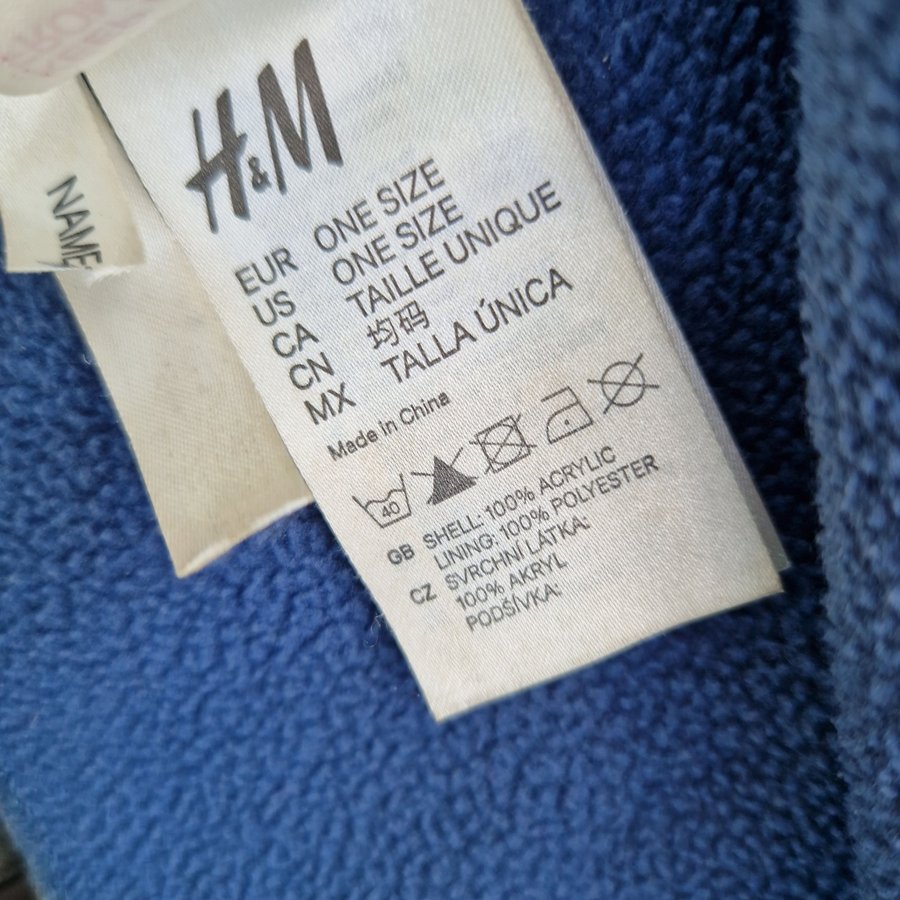 H&M
EUR ONE SIZE
US ONE SIZE
CA TAILLE UNIQUE
CN 均码
MX TALLA ÚNICA
Made in China
40
GB SHELL: 100% ACRYLIC
LINING: 100% POLYESTER
CZ SVRCHNÍ LÁTKA:
100% AKRYL
PODŠÍVKA:
NAME: